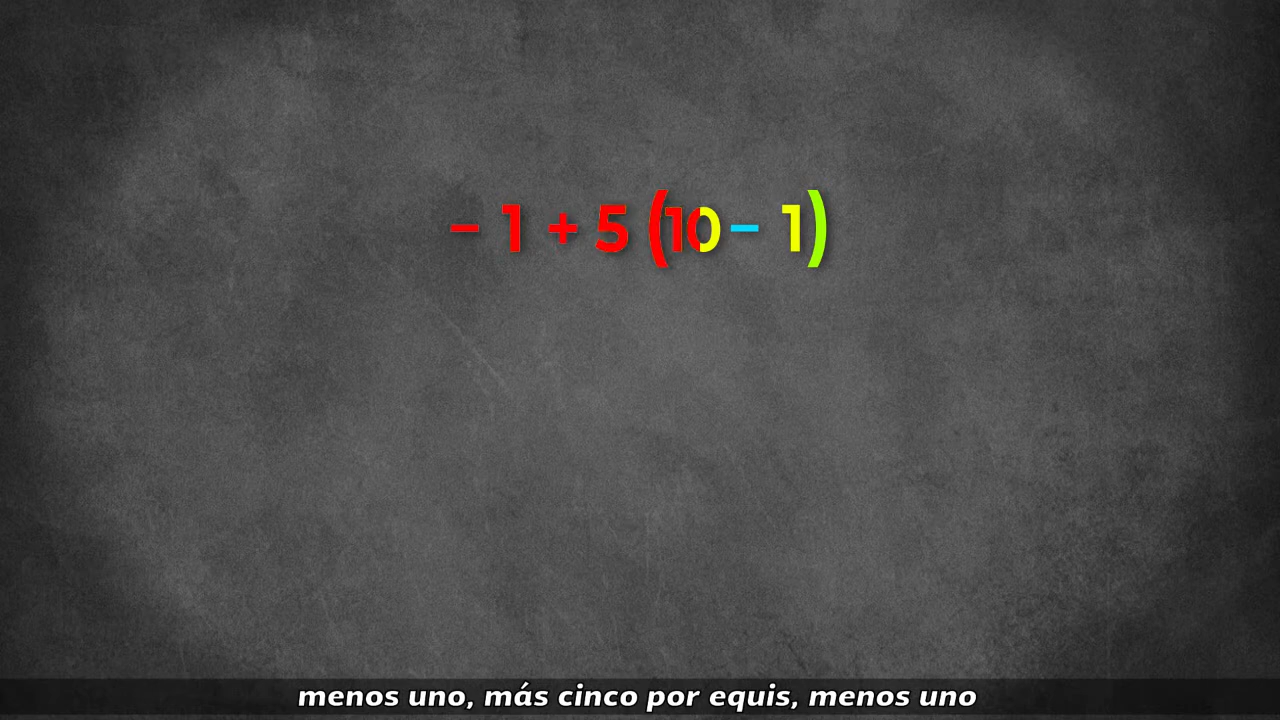 − 1 + 5 (10 − 1)
menos uno, más cinco por equis, menos uno